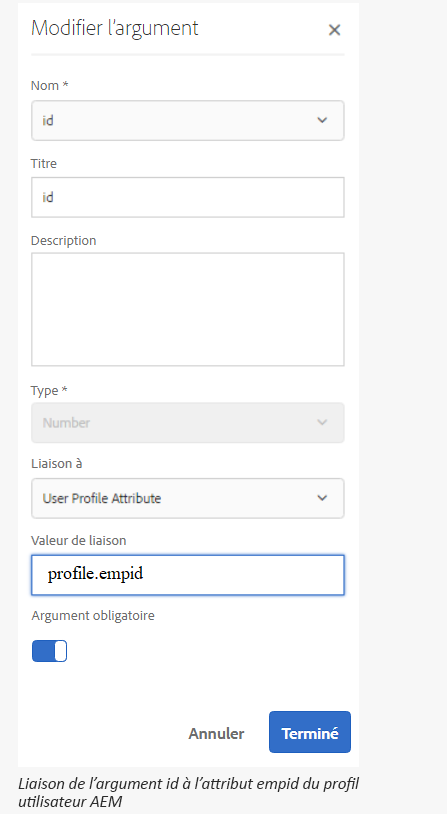 Modifier l'argument
Nom *
id
Titre
id
Description
Type *
Number
Liaison à
User Profile Attribute
Valeur de liaison
profile.empid
Argument obligatoire
Annuler
Terminé
Liaison de l'argument id à l'attribut empid du profil
utilisateur AEM